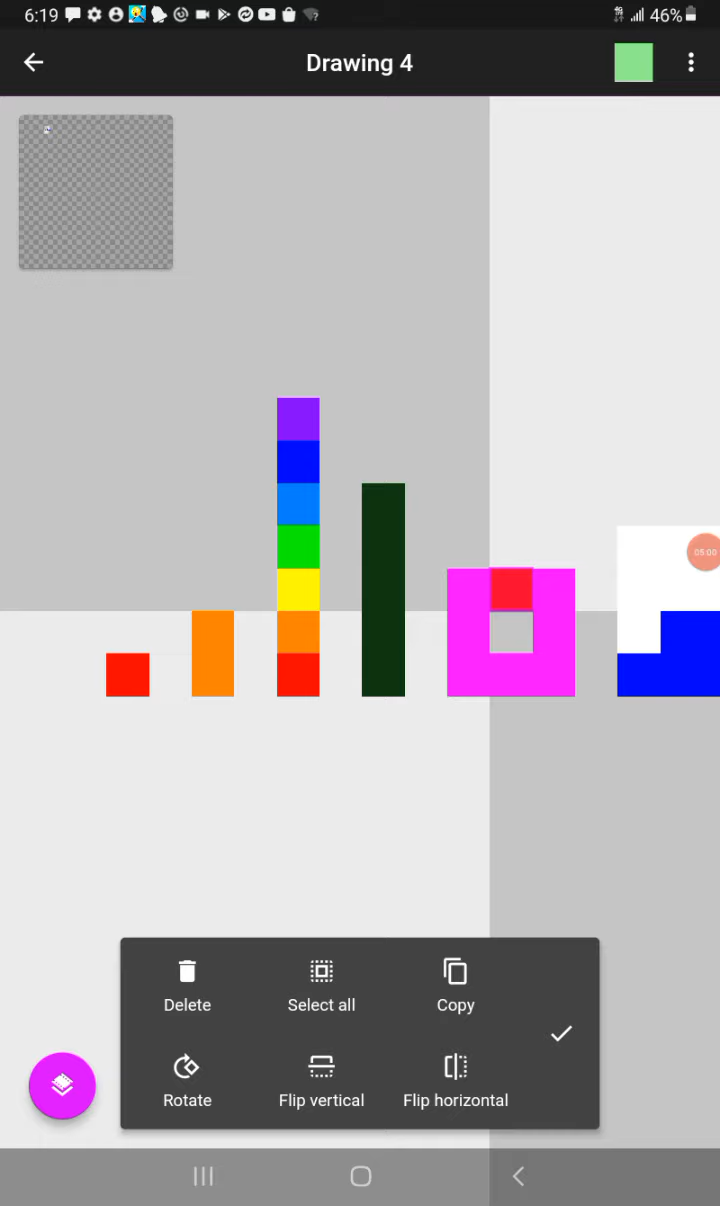 6:19 46%
Drawing 4
05:00
Delete Select all Copy
Rotate Flip vertical Flip horizontal